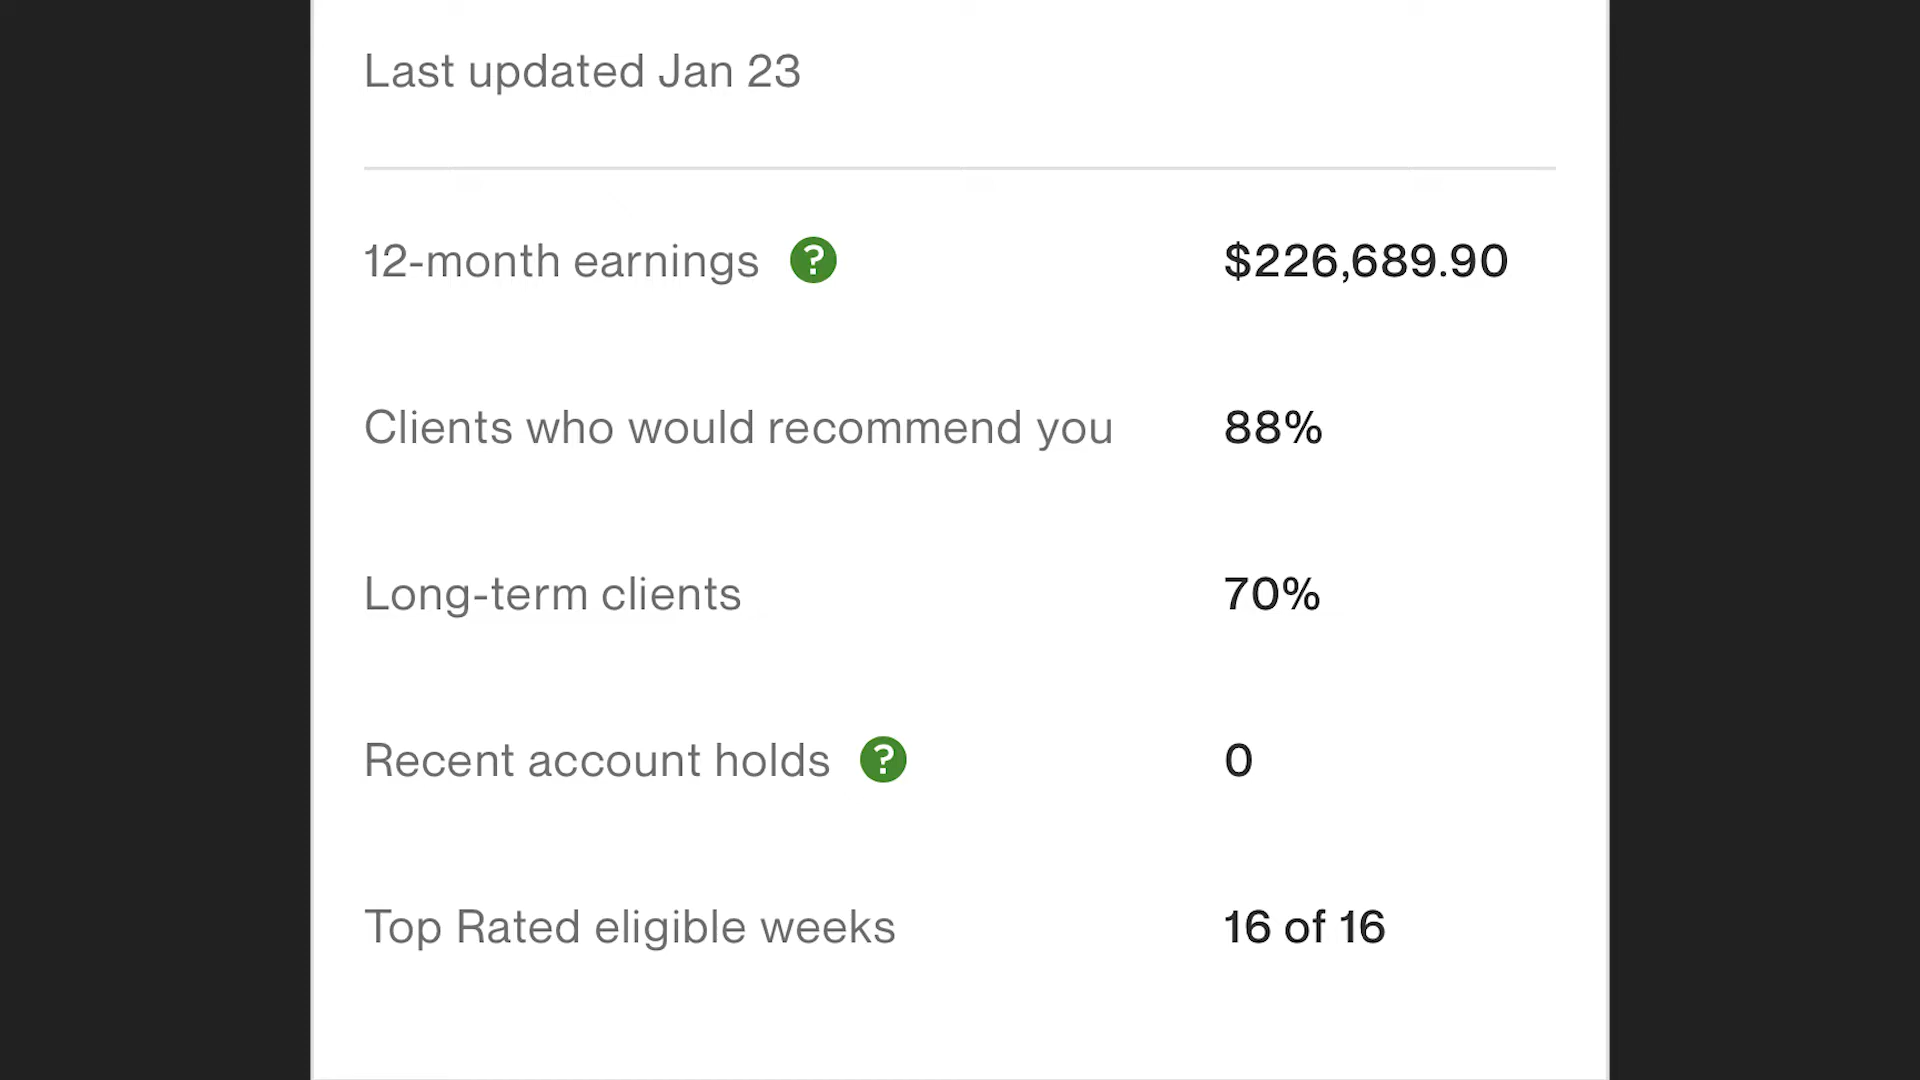 Last updated Jan 23
12-month earnings ? $226,689.90
Clients who would recommend you 88%
Long-term clients 70%
Recent account holds ? 0
Top Rated eligible weeks 16 of 16